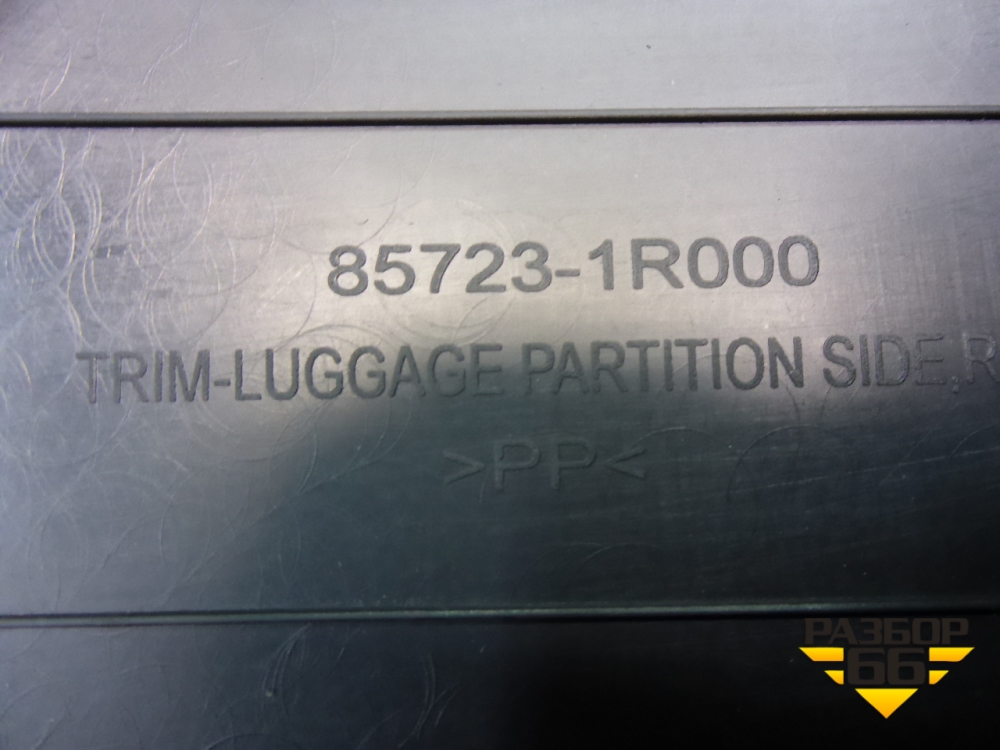 85723-1R000
TRIM-LUGGAGE PARTITION SIDE,R
>PP<
РАЗБОР
66